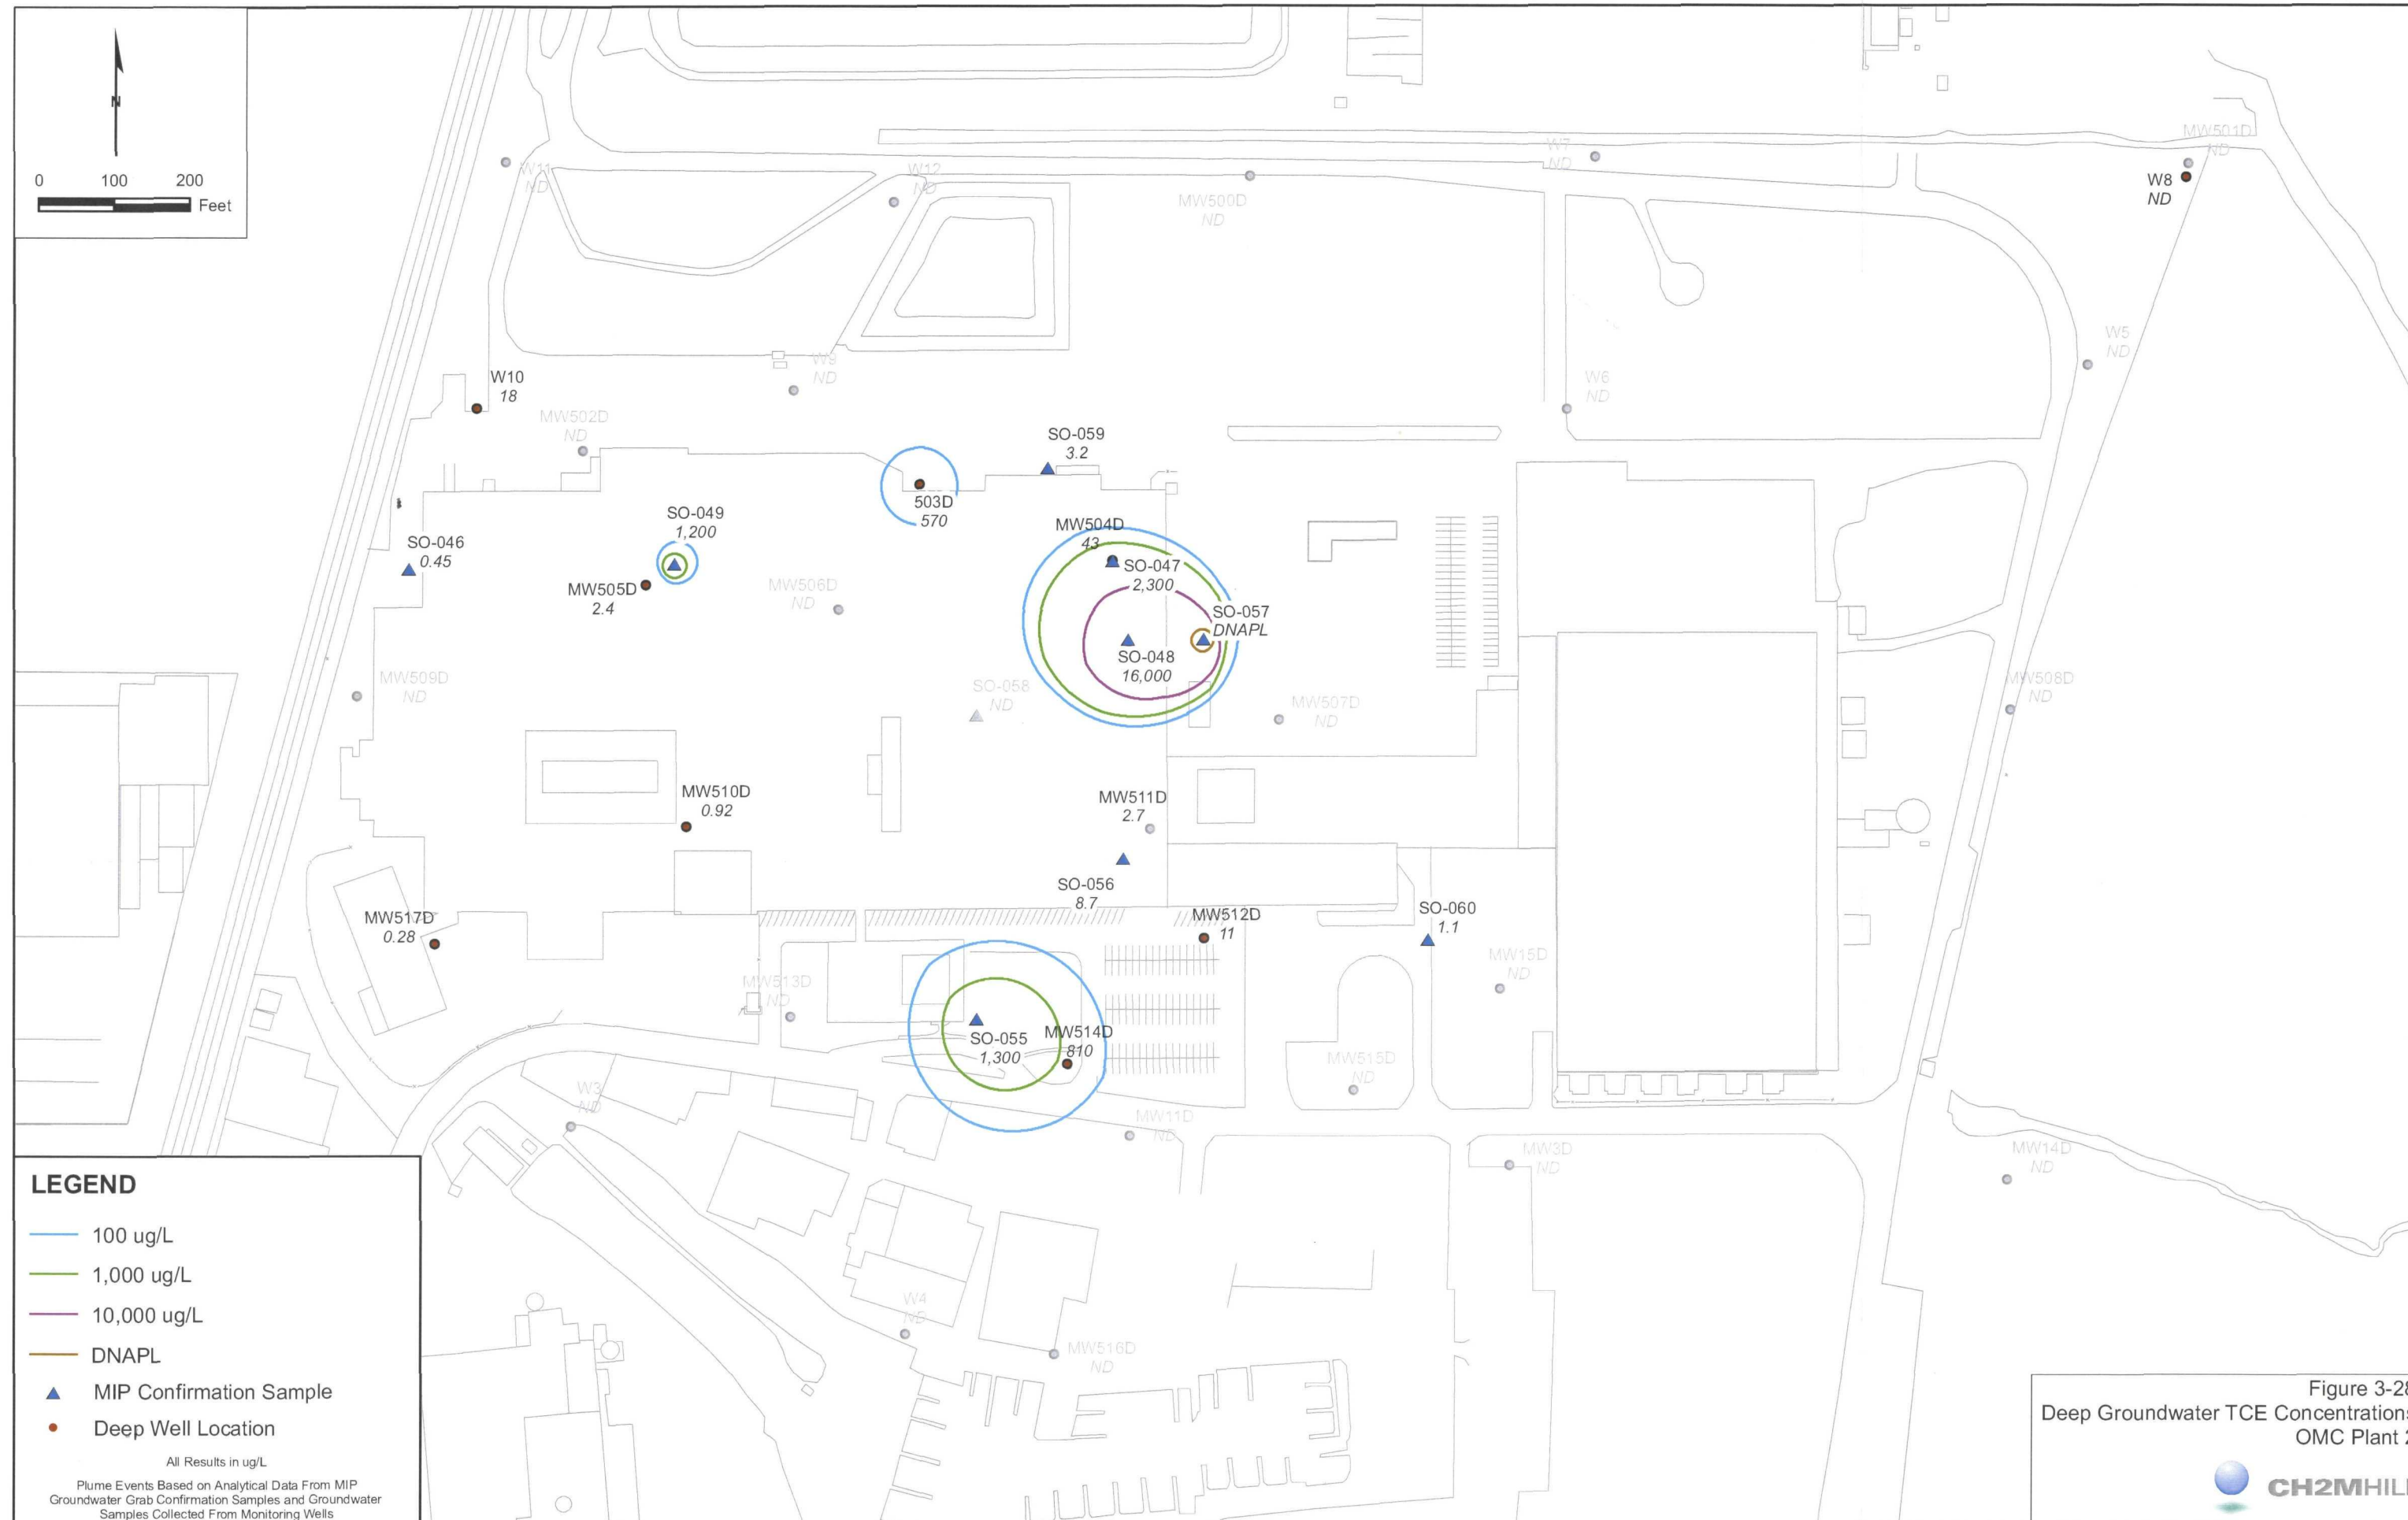 N
0 100 200
Feet
MW501D
ND
W7
ND
W11
ND
W12
ND
W8
ND
MW500D
ND
W5
ND
W9
ND
W10
18
W6
ND
MW502D
ND
SO-059
3.2
503D
570
SO-049
1,200
MW504D
43
SO-046
0.45
SO-047
2,300
MW505D
2.4
MW506D
ND
SO-057
DNAPL
SO-048
16,000
MW509D
ND
SO-058
ND
MW508D
ND
MW507D
ND
MW510D
0.92
MW511D
2.7
SO-056
8.7
MW517D
0.28
MW512D
11
SO-060
1.1
MW15D
ND
MW513D
ND
SO-055
1,300
MW514D
810
MW515D
ND
W3
ND
MW11D
ND
MW3D
ND
MW14D
ND
W4
ND
MW516D
ND
LEGEND
100 ug/L
1,000 ug/L
10,000 ug/L
DNAPL
MIP Confirmation Sample
Deep Well Location
All Results in ug/L
Plume Events Based on Analytical Data From MIP
Groundwater Grab Confirmation Samples and Groundwater
Samples Collected From Monitoring Wells
Figure 3-28
Deep Groundwater TCE Concentrations
OMC Plant 2
CH2MHILL